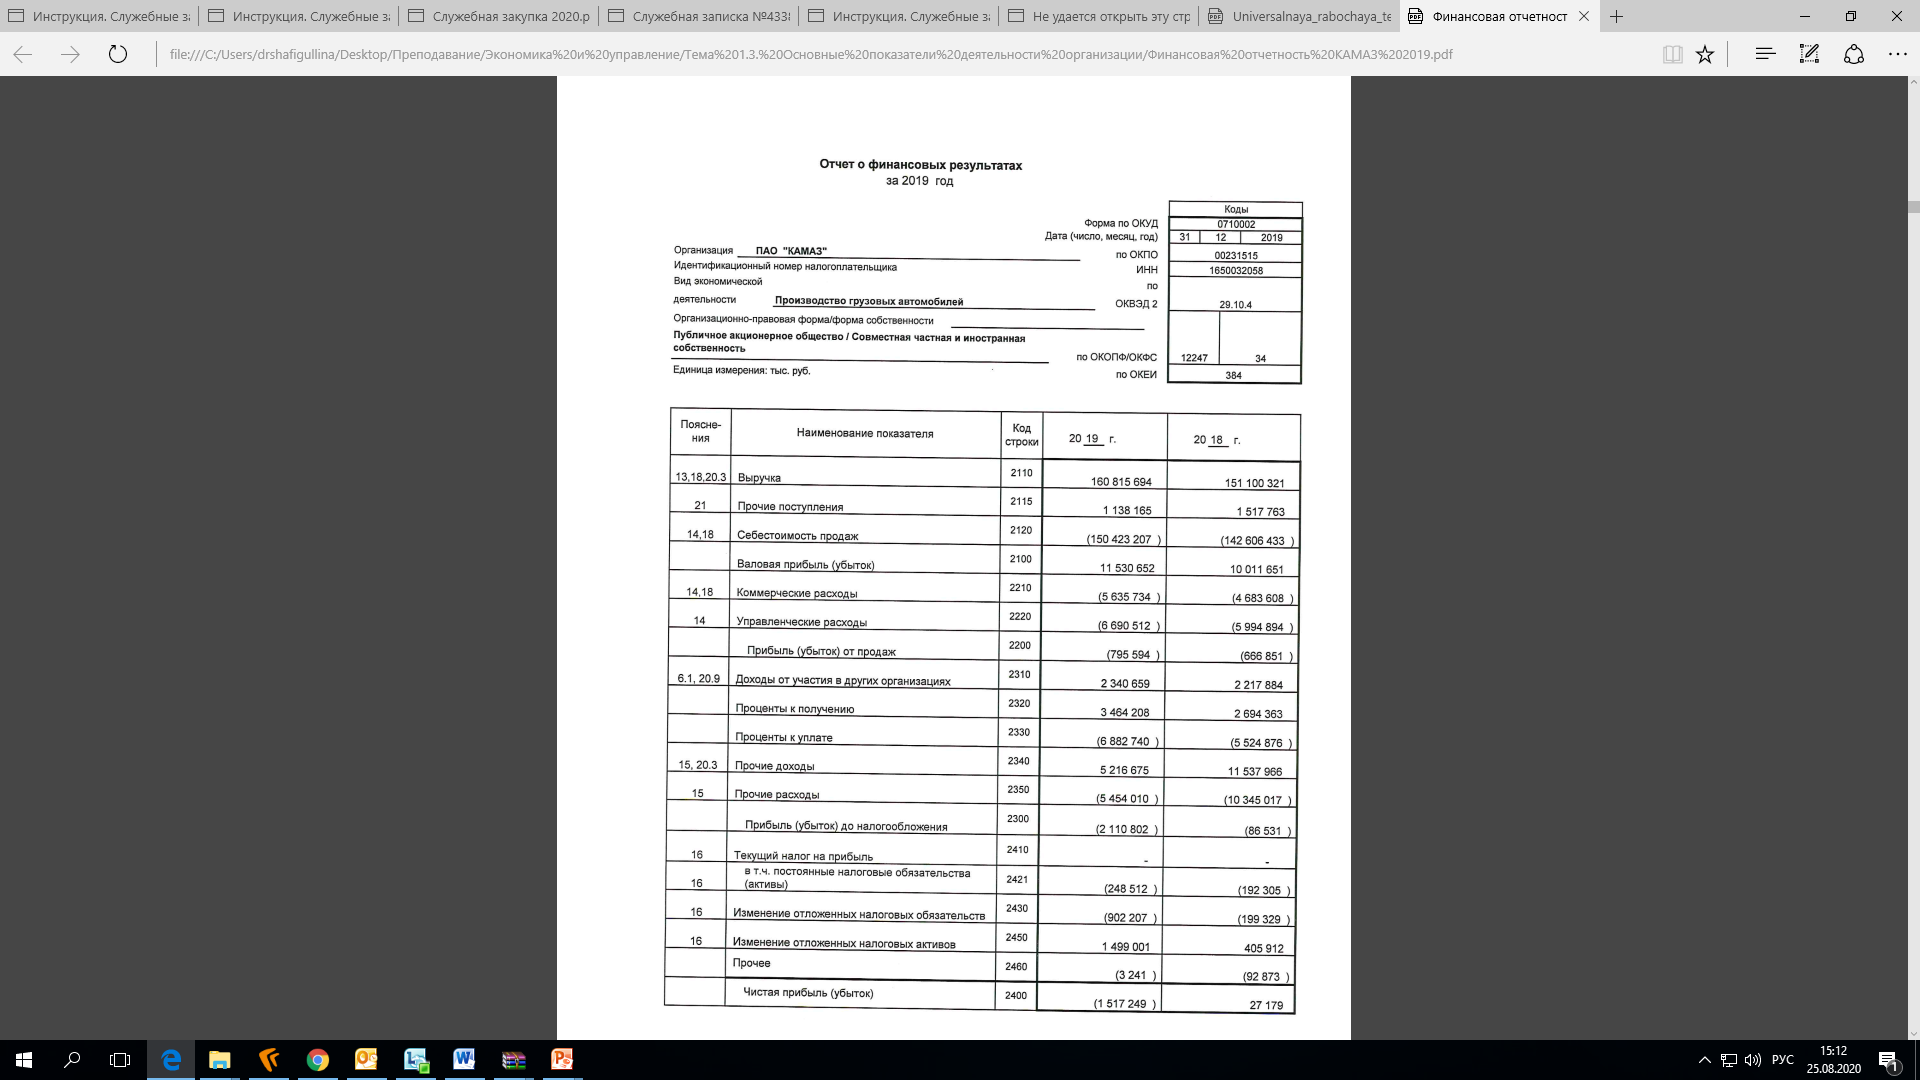 Инструкция. Служебные за
Инструкция. Служебные за
Служебная закупка 2020.p
Служебная записка №433
Инструкция. Служебные за
Не удается открыть эту стр
Universalnaya_rabochaya_te
Финансовая отчетност
file:///C:/Users/drshafigullina/Desktop/Преподавание/Экономика%20и%20управление/Тема%201.3.%20Основные%20показатели%20деятельности%20организации/Финансовая%20отчетность%20КАМАЗ%202019.pdf
Отчет о финансовых результатах
за 2019 год
Коды
Форма по ОКУД 0710002
Дата (число, месяц, год) 31 12 2019
Организация ПАО "КАМАЗ" по ОКПО 00231515
Идентификационный номер налогоплательщика ИНН 1650032058
Вид экономической по
деятельности Производство грузовых автомобилей ОКВЭД 2 29.10.4
Организационно-правовая форма/форма собственности
Публичное акционерное общество / Совместная частная и иностранная
собственность по ОКОПФ/ОКФС 12247 34
Единица измерения: тыс. руб. по ОКЕИ 384
Поясне-
ния Наименование показателя Код
строки 20 19 г. 20 18 г.
13,18,20.3 Выручка 2110 160 815 694 151 100 321
21 Прочие поступления 2115 1 138 165 1 517 763
14,18 Себестоимость продаж 2120 (150 423 207 ) (142 606 433 )
Валовая прибыль (убыток) 2100 11 530 652 10 011 651
14,18 Коммерческие расходы 2210 (5 635 734 ) (4 683 608 )
14 Управленческие расходы 2220 (6 690 512 ) (5 994 894 )
Прибыль (убыток) от продаж 2200 (795 594 ) (666 851 )
6.1, 20.9 Доходы от участия в других организациях 2310 2 340 659 2 217 884
Проценты к получению 2320 3 464 208 2 694 363
Проценты к уплате 2330 (6 882 740 ) (5 524 876 )
15, 20.3 Прочие доходы 2340 5 216 675 11 537 966
15 Прочие расходы 2350 (5 454 010 ) (10 345 017 )
Прибыль (убыток) до налогообложения 2300 (2 110 802 ) (86 531 )
16 Текущий налог на прибыль 2410 - -
16 в т.ч. постоянные налоговые обязательства
(активы) 2421 (248 512 ) (192 305 )
16 Изменение отложенных налоговых обязательств 2430 (902 207 ) (199 329 )
16 Изменение отложенных налоговых активов 2450 1 499 001 405 912
Прочее 2460 (3 241 ) (92 873 )
Чистая прибыль (убыток) 2400 (1 517 249 ) 27 179
РУС
15:12
25.08.2020
1